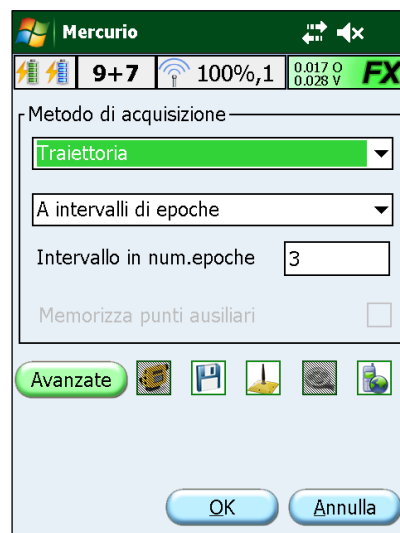 Mercurio
9+7 100%,1 0.017 O FX
0.028 V
Metodo di acquisizione
Traiettoria
A intervalli di epoche
Intervallo in num.epoche 3
Memorizza punti ausiliari
Avanzate
OK Annulla